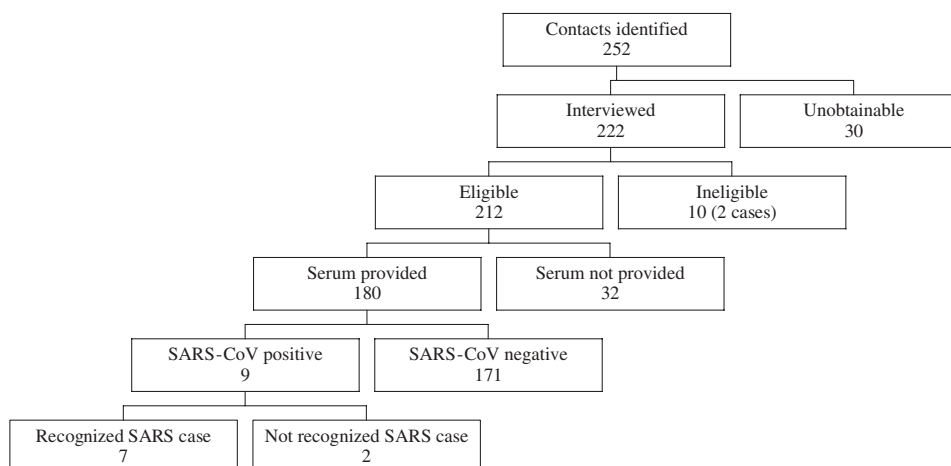 Contacts identified
252
Interviewed
222
Unobtainable
30
Eligible
212
Ineligible
10 (2 cases)
Serum provided
180
Serum not provided
32
SARS-CoV positive
9
SARS-CoV negative
171
Recognized SARS case
7
Not recognized SARS case
2